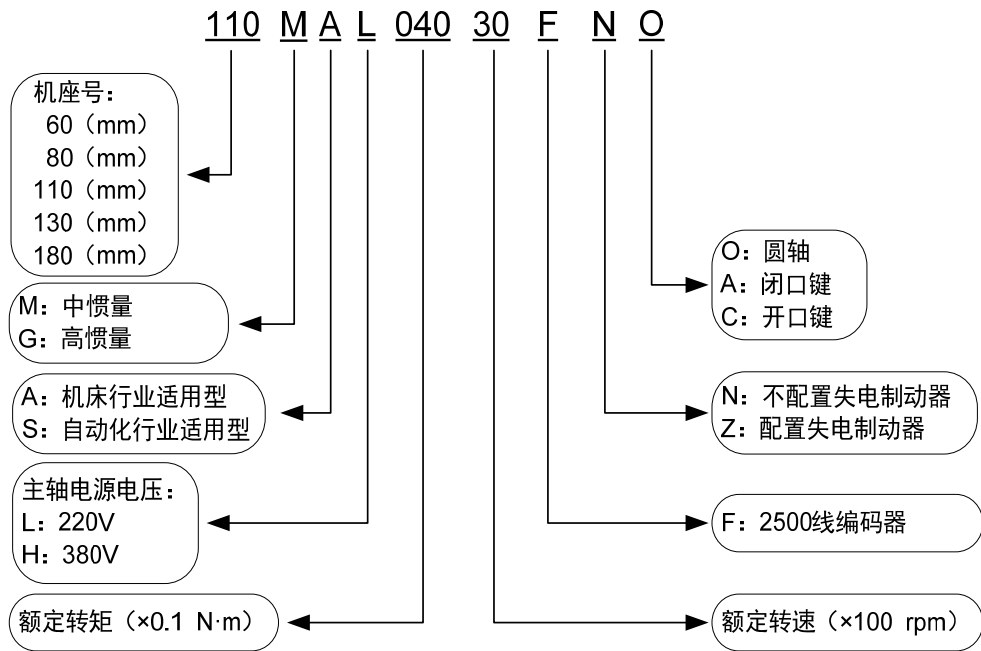 110 M A L 040 30 F N O
机座号：
60（mm）
80（mm）
110（mm）
130（mm）
180（mm）
M：中惯量
G：高惯量
A：机床行业适用型
S：自动化行业适用型
主轴电源电压：
L：220V
H：380V
额定转矩（×0.1 N·m）
O：圆轴
A：闭口键
C：开口键
N：不配置失电制动器
Z：配置失电制动器
F：2500线编码器
额定转速（×100 rpm）